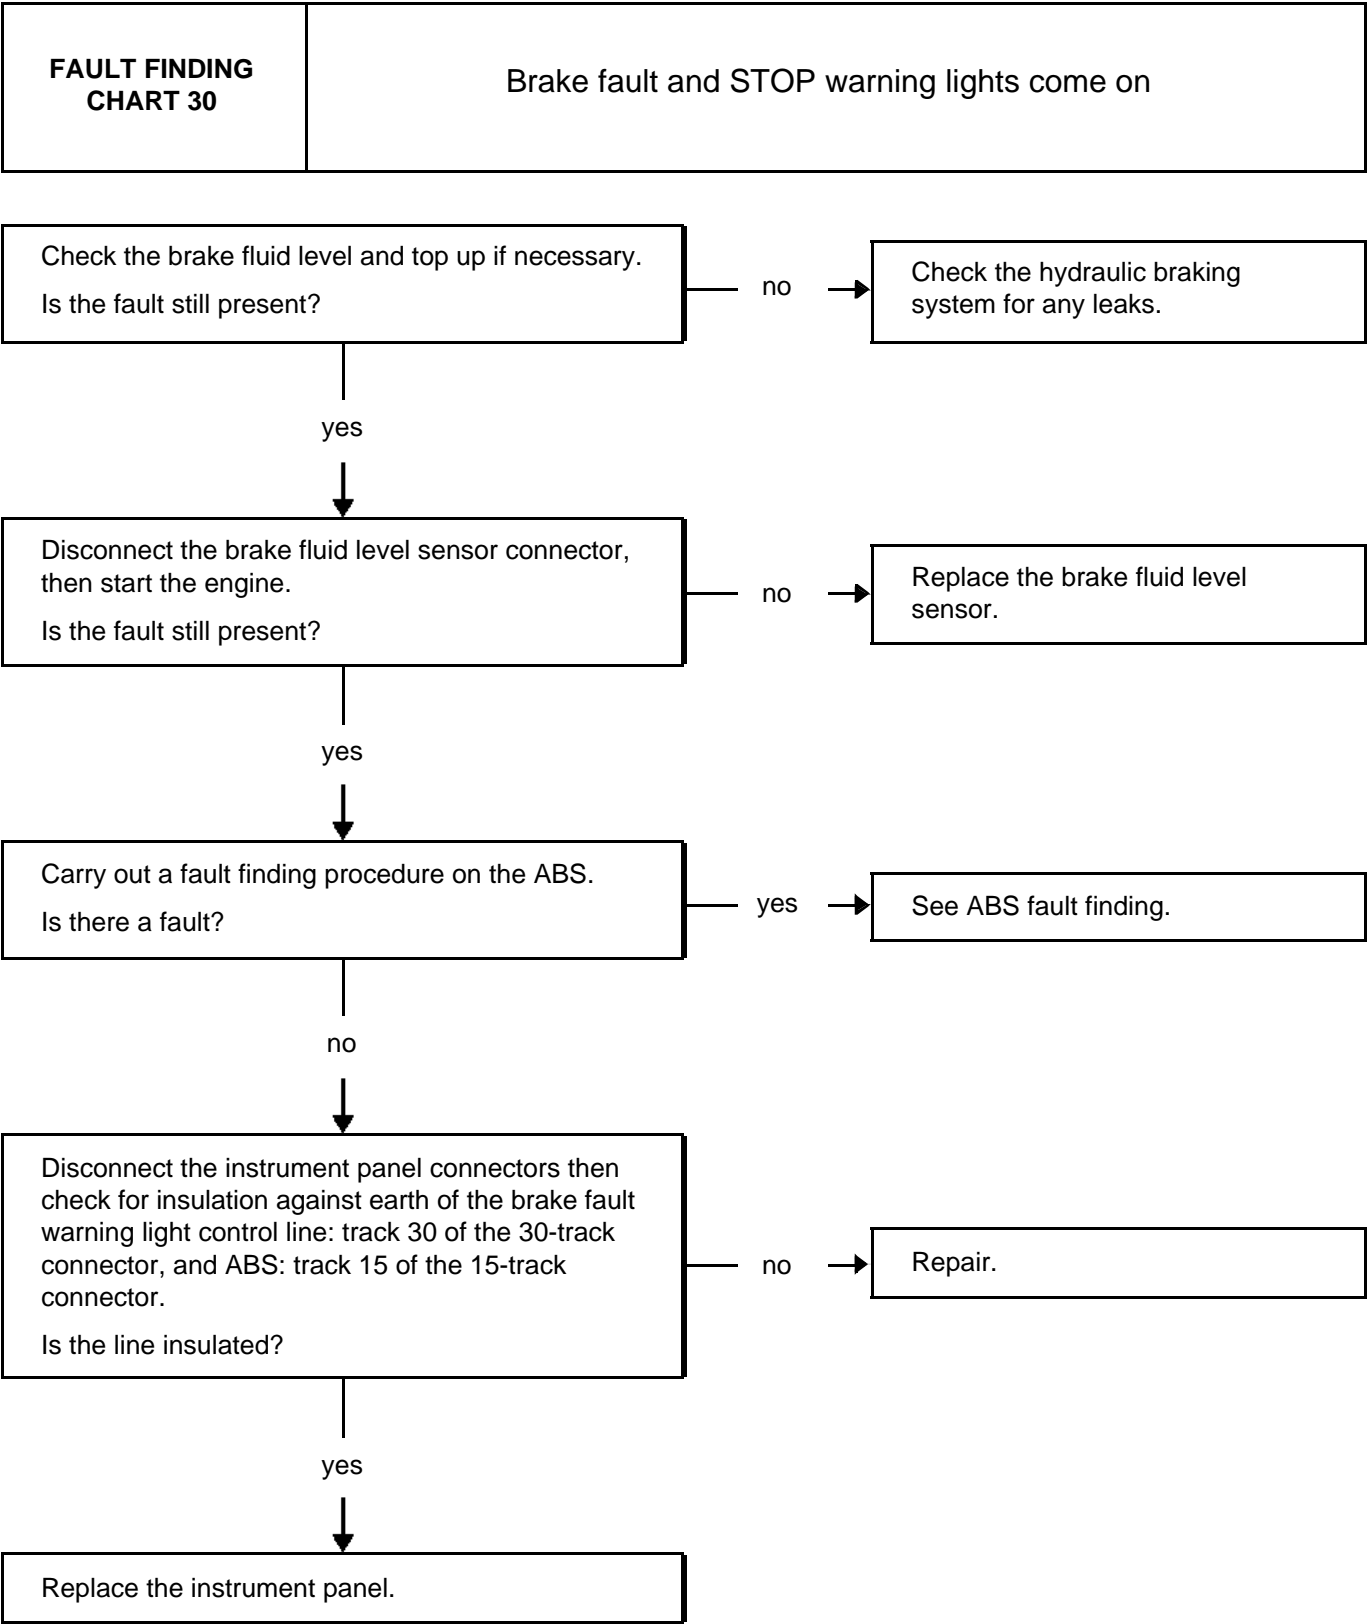 FAULT FINDING
CHART 30
Brake fault and STOP warning lights come on
Check the brake fluid level and top up if necessary.
Is the fault still present?
no
Check the hydraulic braking
system for any leaks.
yes
Disconnect the brake fluid level sensor connector,
then start the engine.
Is the fault still present?
no
Replace the brake fluid level
sensor.
yes
Carry out a fault finding procedure on the ABS.
Is there a fault?
yes
See ABS fault finding.
no
Disconnect the instrument panel connectors then
check for insulation against earth of the brake fault
warning light control line: track 30 of the 30-track
connector, and ABS: track 15 of the 15-track
connector.
Is the line insulated?
no
Repair.
yes
Replace the instrument panel.